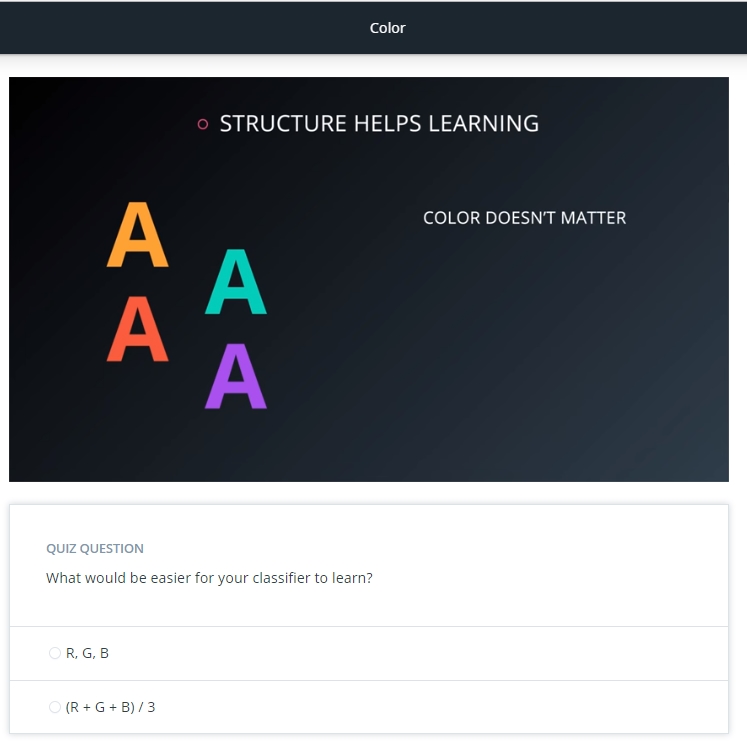 Color
STRUCTURE HELPS LEARNING
COLOR DOESN'T MATTER
A
A
A
A
QUIZ QUESTION
What would be easier for your classifier to learn?
R, G, B
(R + G + B) / 3